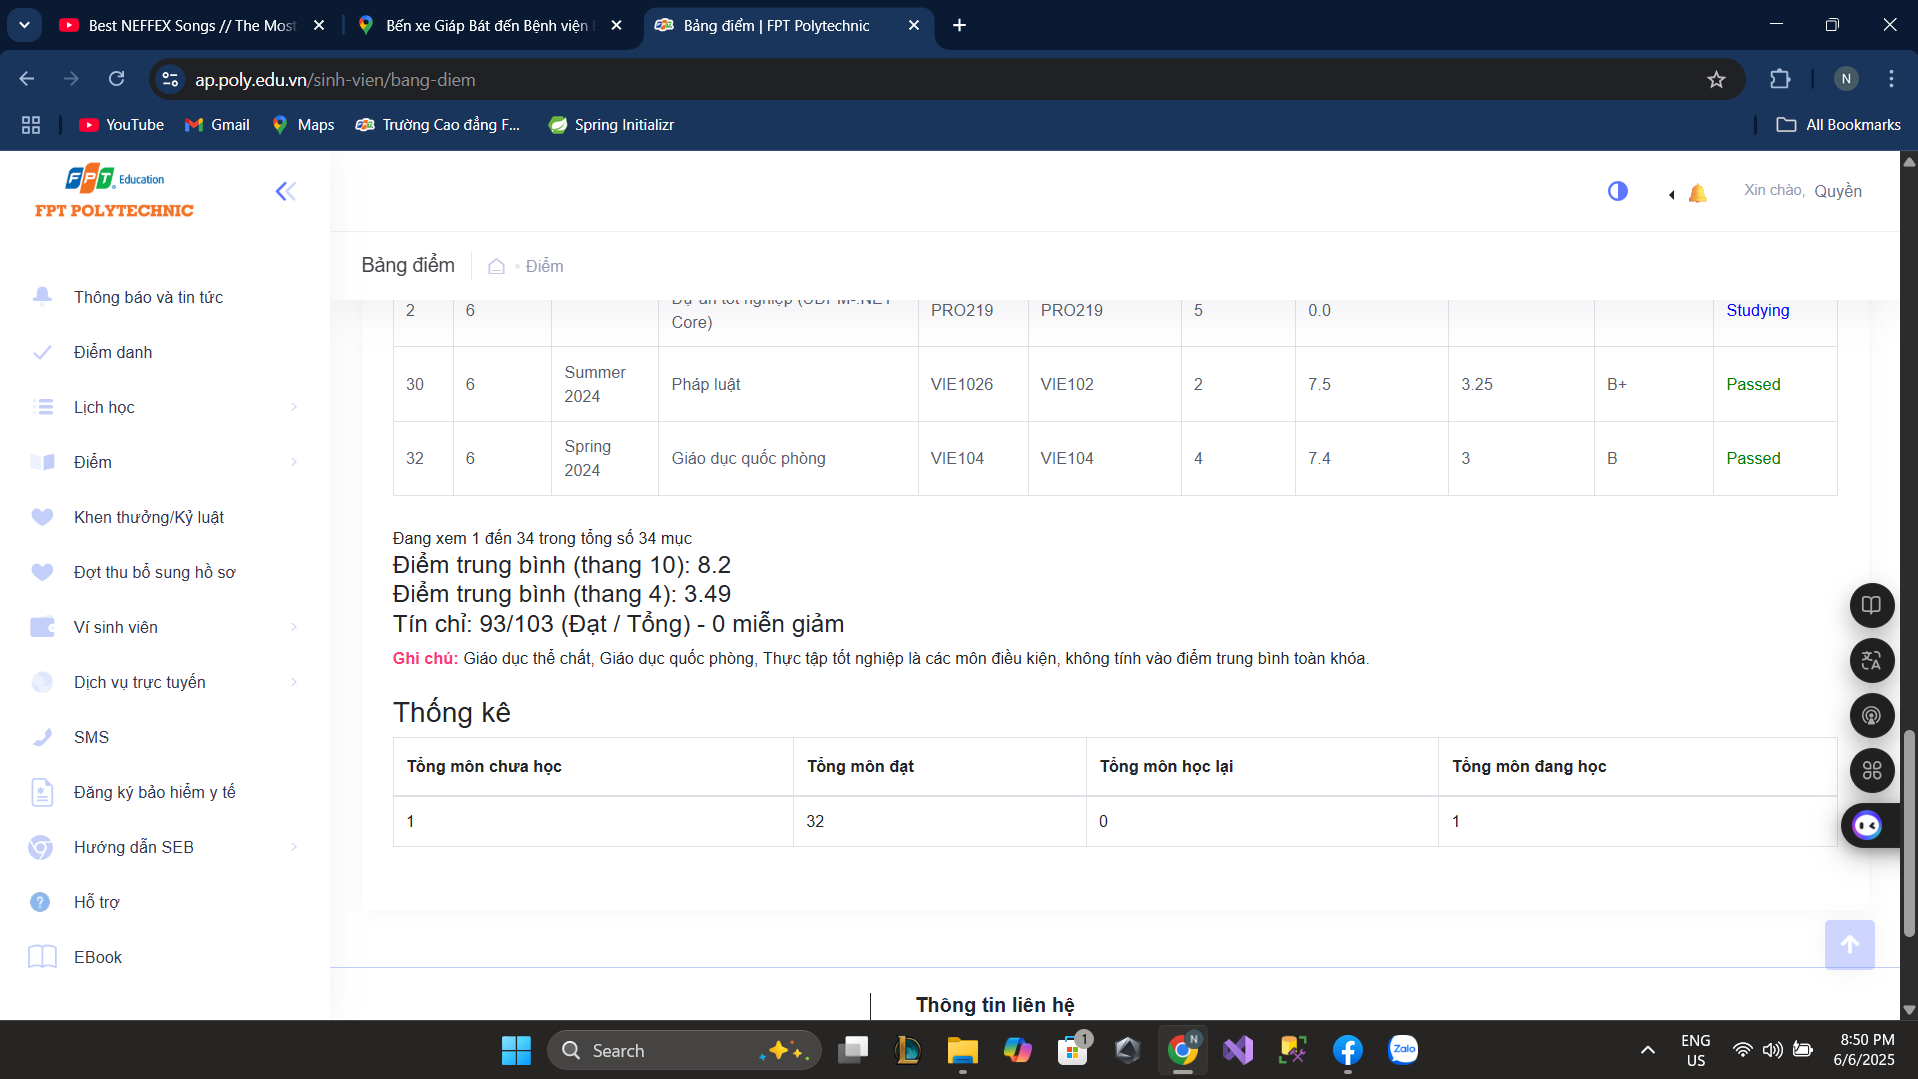 Best NEFFEX Songs // The Most
Bến xe Giáp Bát đến Bệnh viện
Bảng điểm | FPT Polytechnic
ap.poly.edu.vn/sinh-vien/bang-diem
N
YouTube
Gmail
Maps
Trường Cao đẳng F...
Spring Initializr
All Bookmarks
FPT Education
FPT POLYTECHNIC
Xin chào, Quyền
Bảng điểm
Điểm
Thông báo và tin tức
Điểm danh
Lịch học
Điểm
Khen thưởng/Kỷ luật
Đợt thu bổ sung hồ sơ
Ví sinh viên
Dịch vụ trực tuyến
SMS
Đăng ký bảo hiểm y tế
Hướng dẫn SEB
Hỗ trợ
EBook
2 6 Dự án tốt nghiệp (UDPM-.NET Core) PRO219 PRO219 5 0.0 Studying
30 6 Summer 2024 Pháp luật VIE1026 VIE102 2 7.5 3.25 B+ Passed
32 6 Spring 2024 Giáo dục quốc phòng VIE104 VIE104 4 7.4 3 B Passed
Đang xem 1 đến 34 trong tổng số 34 mục
Điểm trung bình (thang 10): 8.2
Điểm trung bình (thang 4): 3.49
Tín chỉ: 93/103 (Đạt / Tổng) - 0 miễn giảm
Ghi chú: Giáo dục thể chất, Giáo dục quốc phòng, Thực tập tốt nghiệp là các môn điều kiện, không tính vào điểm trung bình toàn khóa.
Thống kê
Tổng môn chưa học Tổng môn đạt Tổng môn học lại Tổng môn đang học
1 32 0 1
Thông tin liên hệ
Search
1
N
Zalo
ENG
US
8:50 PM
6/6/2025